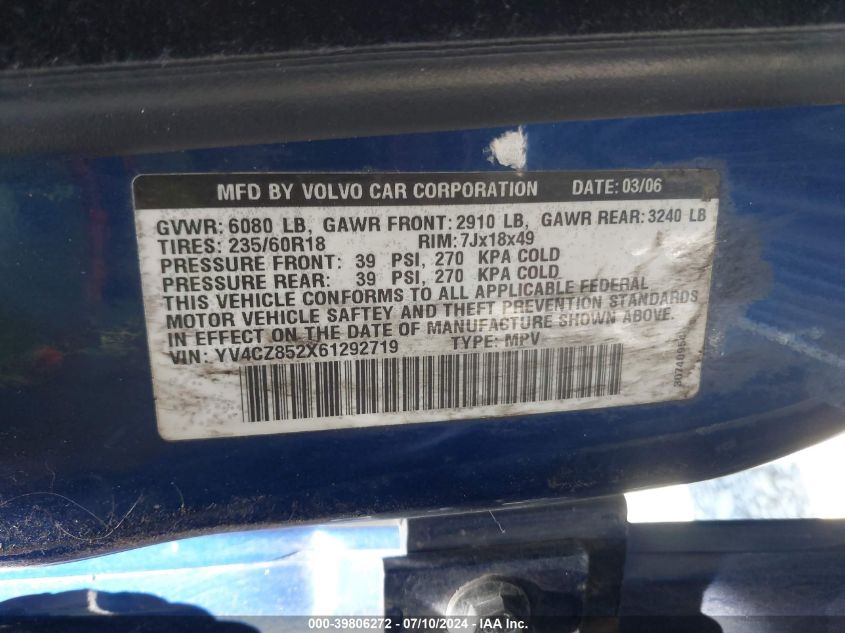 MFD BY VOLVO CAR CORPORATION DATE: 03/06
GVWR: 6080 LB, GAWR FRONT: 2910 LB, GAWR REAR: 3240 LB
TIRES: 235/60R18 RIM: 7Jx18x49
PRESSURE FRONT: 39 PSI, 270 KPA COLD
PRESSURE REAR: 39 PSI, 270 KPA COLD
THIS VEHICLE CONFORMS TO ALL APPLICABLE FEDERAL
MOTOR VEHICLE SAFTEY AND THEFT PREVENTION STANDARDS
IN EFFECT ON THE DATE OF MANUFACTURE SHOWN ABOVE.
VIN: YV4CZ852X61292719 TYPE: MPV
000-39806272 - 07/10/2024 - IAAI.com